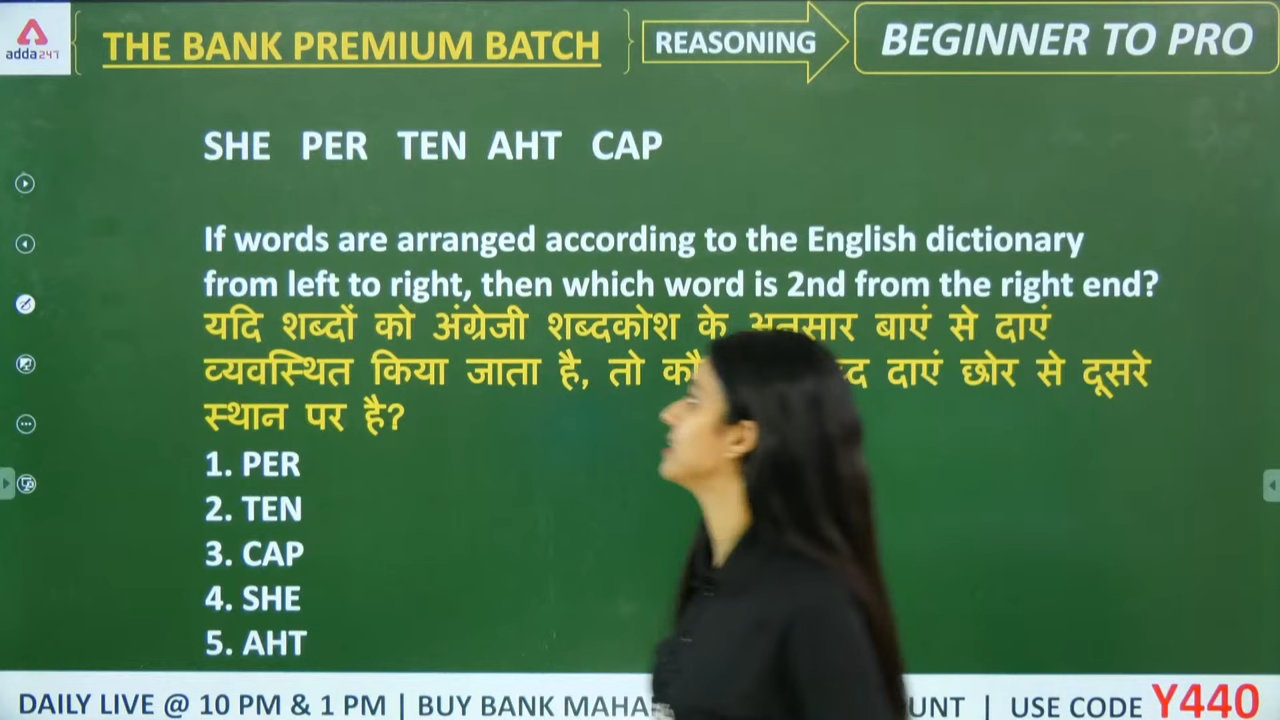 adda247
THE BANK PREMIUM BATCH
REASONING
BEGINNER TO PRO
SHE PER TEN AHT CAP
If words are arranged according to the English dictionary
from left to right, then which word is 2nd from the right end?
यदि शब्दों को अंग्रेजी शब्दकोश के अनुसार बाएं से दाएं
व्यवस्थित किया जाता है, तो दाएं छोर से दूसरे
स्थान पर है?
1. PER
2. TEN
3. CAP
4. SHE
5. AHT
DAILY LIVE @ 10 PM & 1 PM | BUY BANK | USE CODE Y440